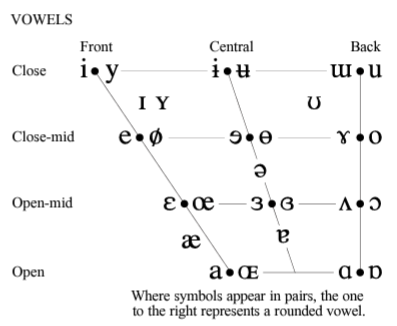 VOWELS
Front Central Back
Close i • y ɨ • ʉ ɯ • u
ɪ ʏ ʊ
Close-mid e • ø ɘ • ɵ ɤ • o
ə
Open-mid ɛ • œ ɜ • ɞ ʌ • ɔ
æ ɐ
Open a • ɶ ɑ • ɒ
Where symbols appear in pairs, the one
to the right represents a rounded vowel.